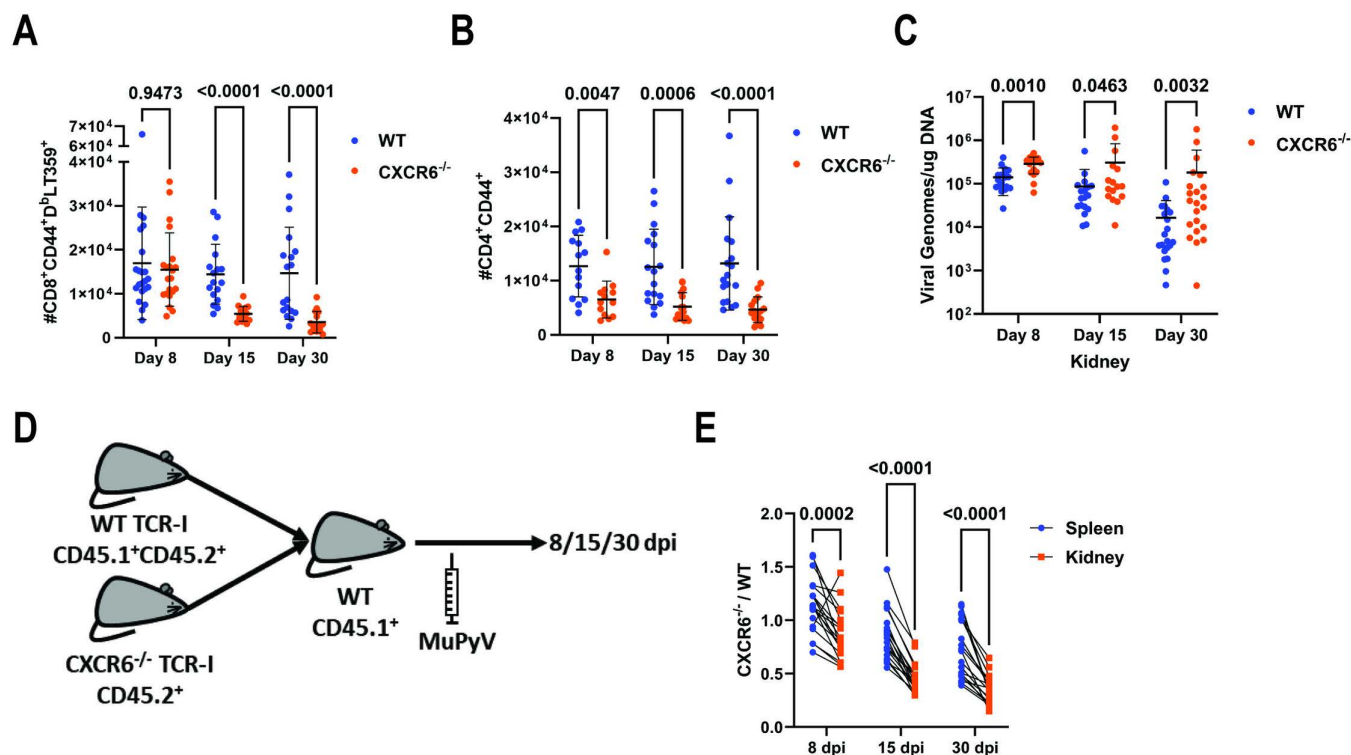 A
0.9473 <0.0001 <0.0001
7×10⁴
6×10⁴
4×10⁴
3×10⁴
2×10⁴
1×10⁴
0
#CD8⁺CD44⁺DᵇLT359⁺
Day 8 Day 15 Day 30
WT
CXCR6⁻/⁻
B
0.0047 0.0006 <0.0001
4×10⁴
3×10⁴
2×10⁴
1×10⁴
0
#CD4⁺CD44⁺
Day 8 Day 15 Day 30
WT
CXCR6⁻/⁻
C
0.0010 0.0463 0.0032
10⁷
10⁶
10⁵
10⁴
10³
10²
Viral Genomes/ug DNA
Day 8 Day 15 Day 30
Kidney
WT
CXCR6⁻/⁻
D
WT TCR-I
CD45.1⁺CD45.2⁺
CXCR6⁻/⁻ TCR-I
CD45.2⁺
WT
CD45.1⁺
MuPyV
8/15/30 dpi
E
<0.0001
0.0002 <0.0001
2.0
1.5
1.0
0.5
0.0
CXCR6⁻/⁻ / WT
8 dpi 15 dpi 30 dpi
Spleen
Kidney